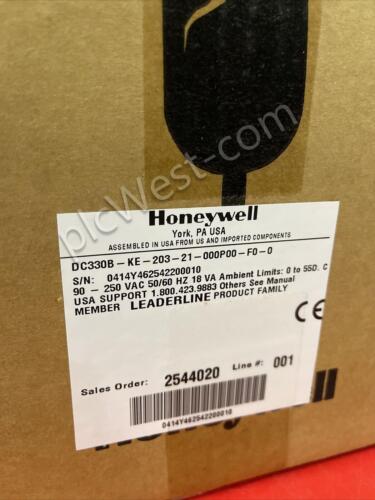 plcWest-com
Honeywell
York, PA USA
ASSEMBLED IN USA FROM US AND IMPORTED COMPONENTS
DC330B - KE - 203 - 21 - 000P00 - F0 - 0
S/N: 0414Y462542200010
90 - 250 VAC 50/60 HZ 18 VA Ambient Limits: 0 to 55D. C
USA SUPPORT 1.800.423.9883 Others See Manual
MEMBER LEADERLINE PRODUCT FAMILY
CE
Sales Order: 2544020 Line #: 001
0414Y462542200010
Honeywell